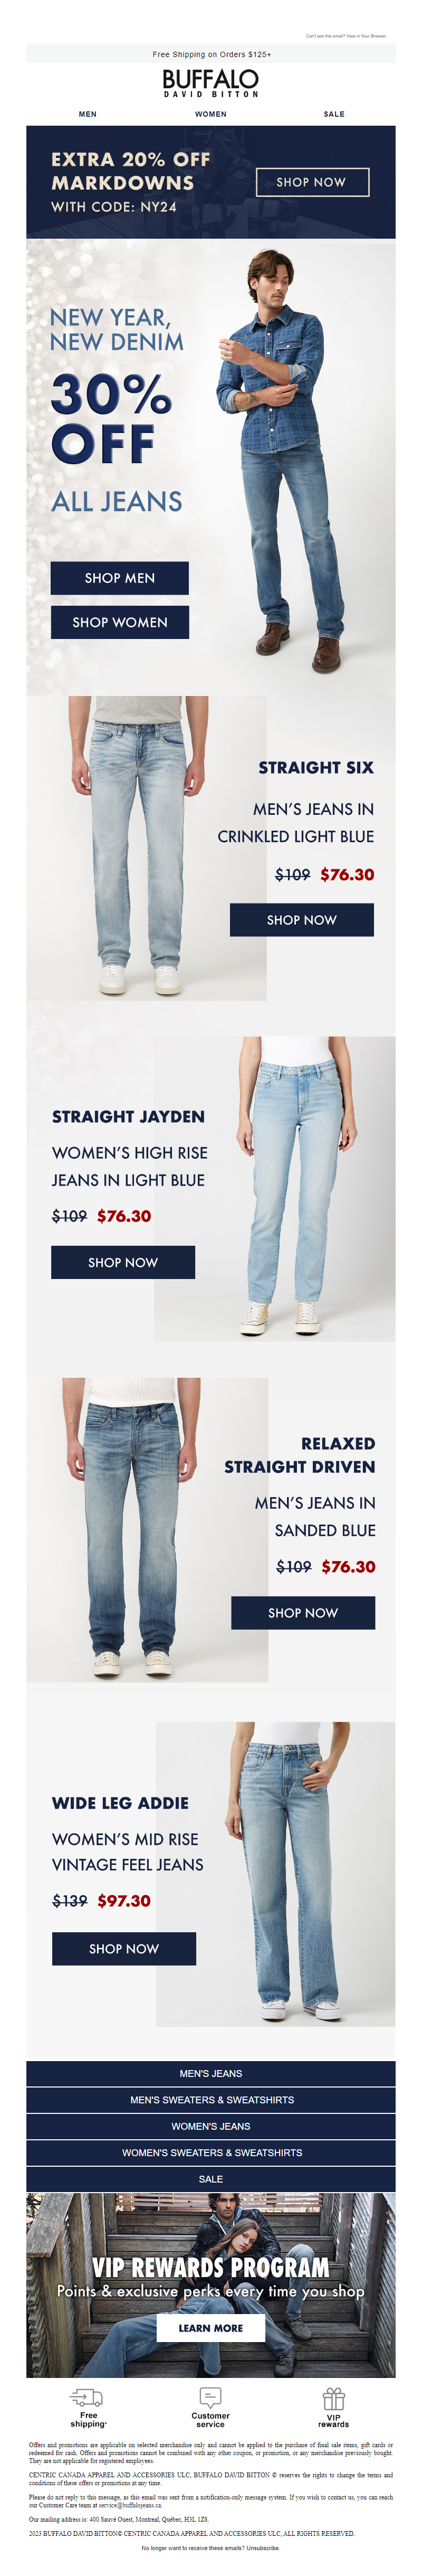 Can't see this email? View in Your Browser
Free Shipping on Orders $125+
BUFFALO
DAVID BITTON
MEN WOMEN SALE
EXTRA 20% OFF
MARKDOWNS
WITH CODE: NY24
SHOP NOW
NEW YEAR,
NEW DENIM
30%
OFF
ALL JEANS
SHOP MEN
SHOP WOMEN
STRAIGHT SIX
MEN'S JEANS IN
CRINKLED LIGHT BLUE
$109 $76.30
SHOP NOW
STRAIGHT JAYDEN
WOMEN'S HIGH RISE
JEANS IN LIGHT BLUE
$109 $76.30
SHOP NOW
RELAXED
STRAIGHT DRIVEN
MEN'S JEANS IN
SANDED BLUE
$109 $76.30
SHOP NOW
WIDE LEG ADDIE
WOMEN'S MID RISE
VINTAGE FEEL JEANS
$139 $97.30
SHOP NOW
MEN'S JEANS
MEN'S SWEATERS & SWEATSHIRTS
WOMEN'S JEANS
WOMEN'S SWEATERS & SWEATSHIRTS
SALE
VIP REWARDS PROGRAM
Points & exclusive perks every time you shop
LEARN MORE
Free
shipping*
Customer
service
VIP
rewards
Offers and promotions are applicable on selected merchandise only and cannot be applied to the purchase of final sale items, gift cards or
redeemed for cash. Offers and promotions cannot be combined with any other coupon, or promotion, or any merchandise previously bought.
They are not applicable for registered employees.
CENTRIC CANADA APPAREL AND ACCESSORIES ULC, BUFFALO DAVID BITTON © reserves the right to change the terms and
conditions of these offers or promotions at any time.
Please do not reply to this message, as this email was sent from a notification-only message system. If you wish to contact us, you can reach
our Customer Care team at service@buffalojeans.ca.
Our mailing address is: 400 Sauvé Ouest, Montreal, Québec, H3L 1Z8.
2023 BUFFALO DAVID BITTON© CENTRIC CANADA APPAREL AND ACCESSORIES ULC, ALL RIGHTS RESERVED.
No longer want to receive these emails? Unsubscribe.